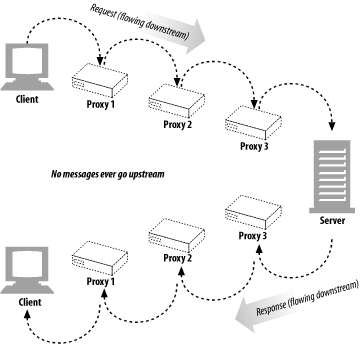 Request (flowing downstream)
Client
Proxy 1
Proxy 2
Proxy 3
No messages ever go upstream
Server
Proxy 3
Proxy 2
Proxy 1
Client
Response (flowing downstream)